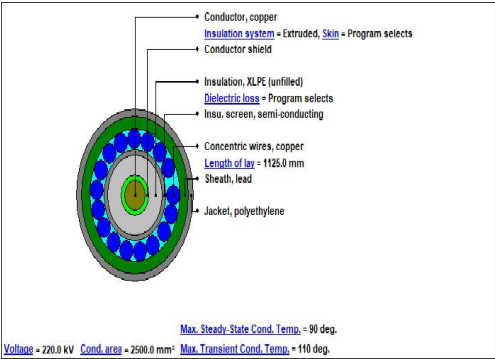 Conductor, copper
Insulation system = Extruded, Skin = Program selects
Conductor shield
Insulation, XLPE (unfilled)
Dielectric loss = Program selects
Insu. screen, semi-conducting
Concentric wires, copper
Length of lay = 1125.0 mm
Sheath, lead
Jacket, polyethylene
Max. Steady-State Cond. Temp. = 90 deg.
Voltage = 220.0 kV Cond. area = 2500.0 mm² Max. Transient Cond. Temp. = 110 deg.